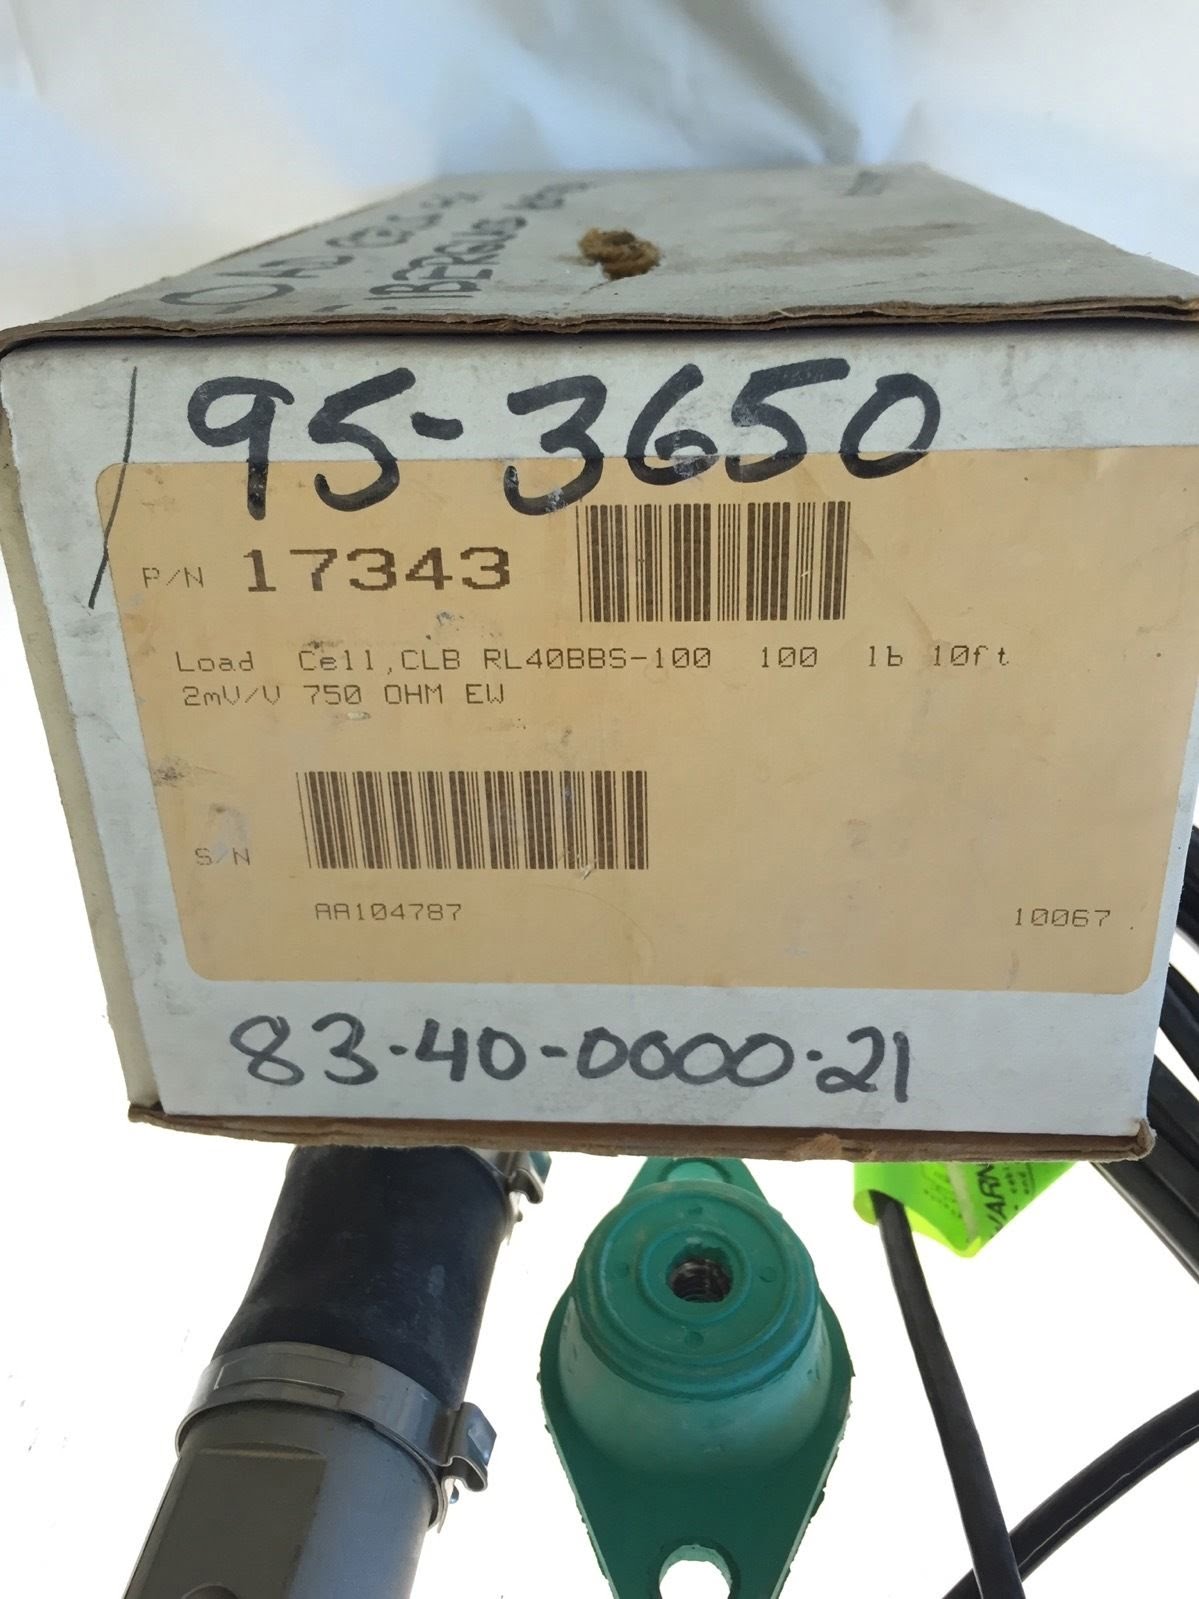 95-3650
P/N 17343
Load Cell,CLB RL40BBS-100 100 lb 10ft
2mV/V 750 OHM EW
S/N
AA104787
10067
83-40-0000-21